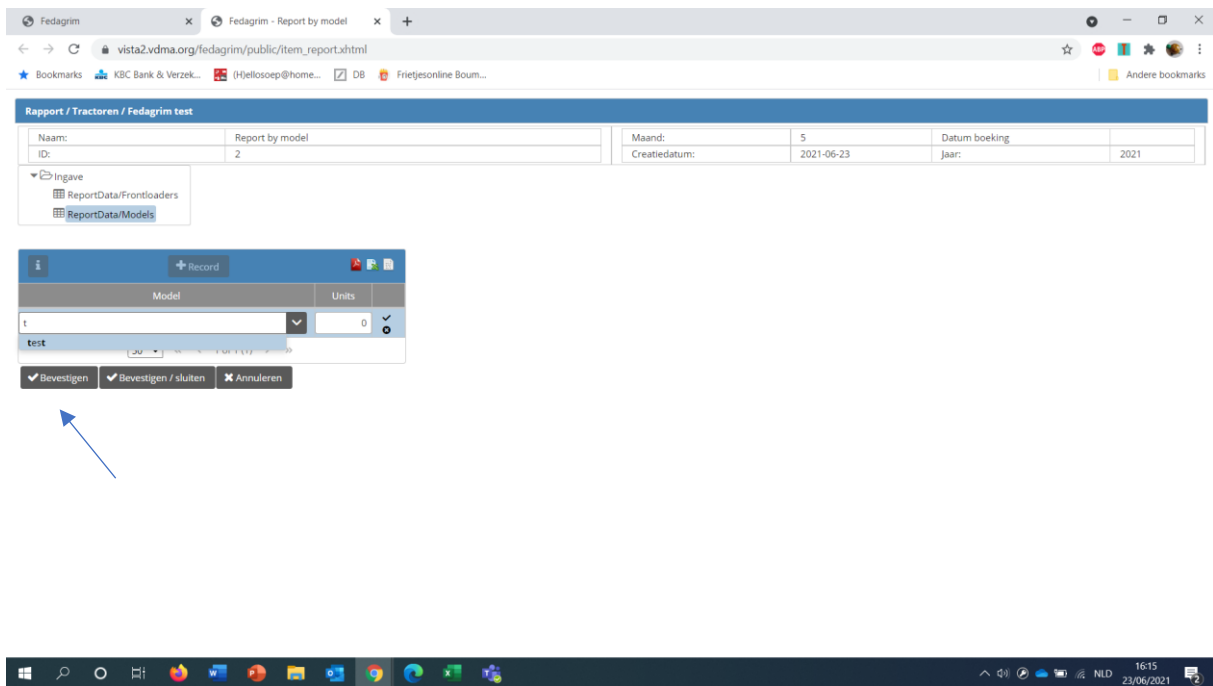 Fedagrim
Fedagrim - Report by model
vista2.vdma.org/fedagrim/public/item_report.xhtml
ABP
Bookmarks KBC Bank & Verzek... (H)ellosoep@home... DB Frietjesonline Boum... Andere bookmarks
Rapport / Tractoren / Fedagrim test
Naam: Report by model Maand: 5 Datum boeking
ID: 2 Creatiedatum: 2021-06-23 Jaar: 2021
Ingave
ReportData/Frontloaders
ReportData/Models
i + Record
Model Units
t 0
test
Bevestigen Bevestigen / sluiten Annuleren
NLD 16:15
23/06/2021 2